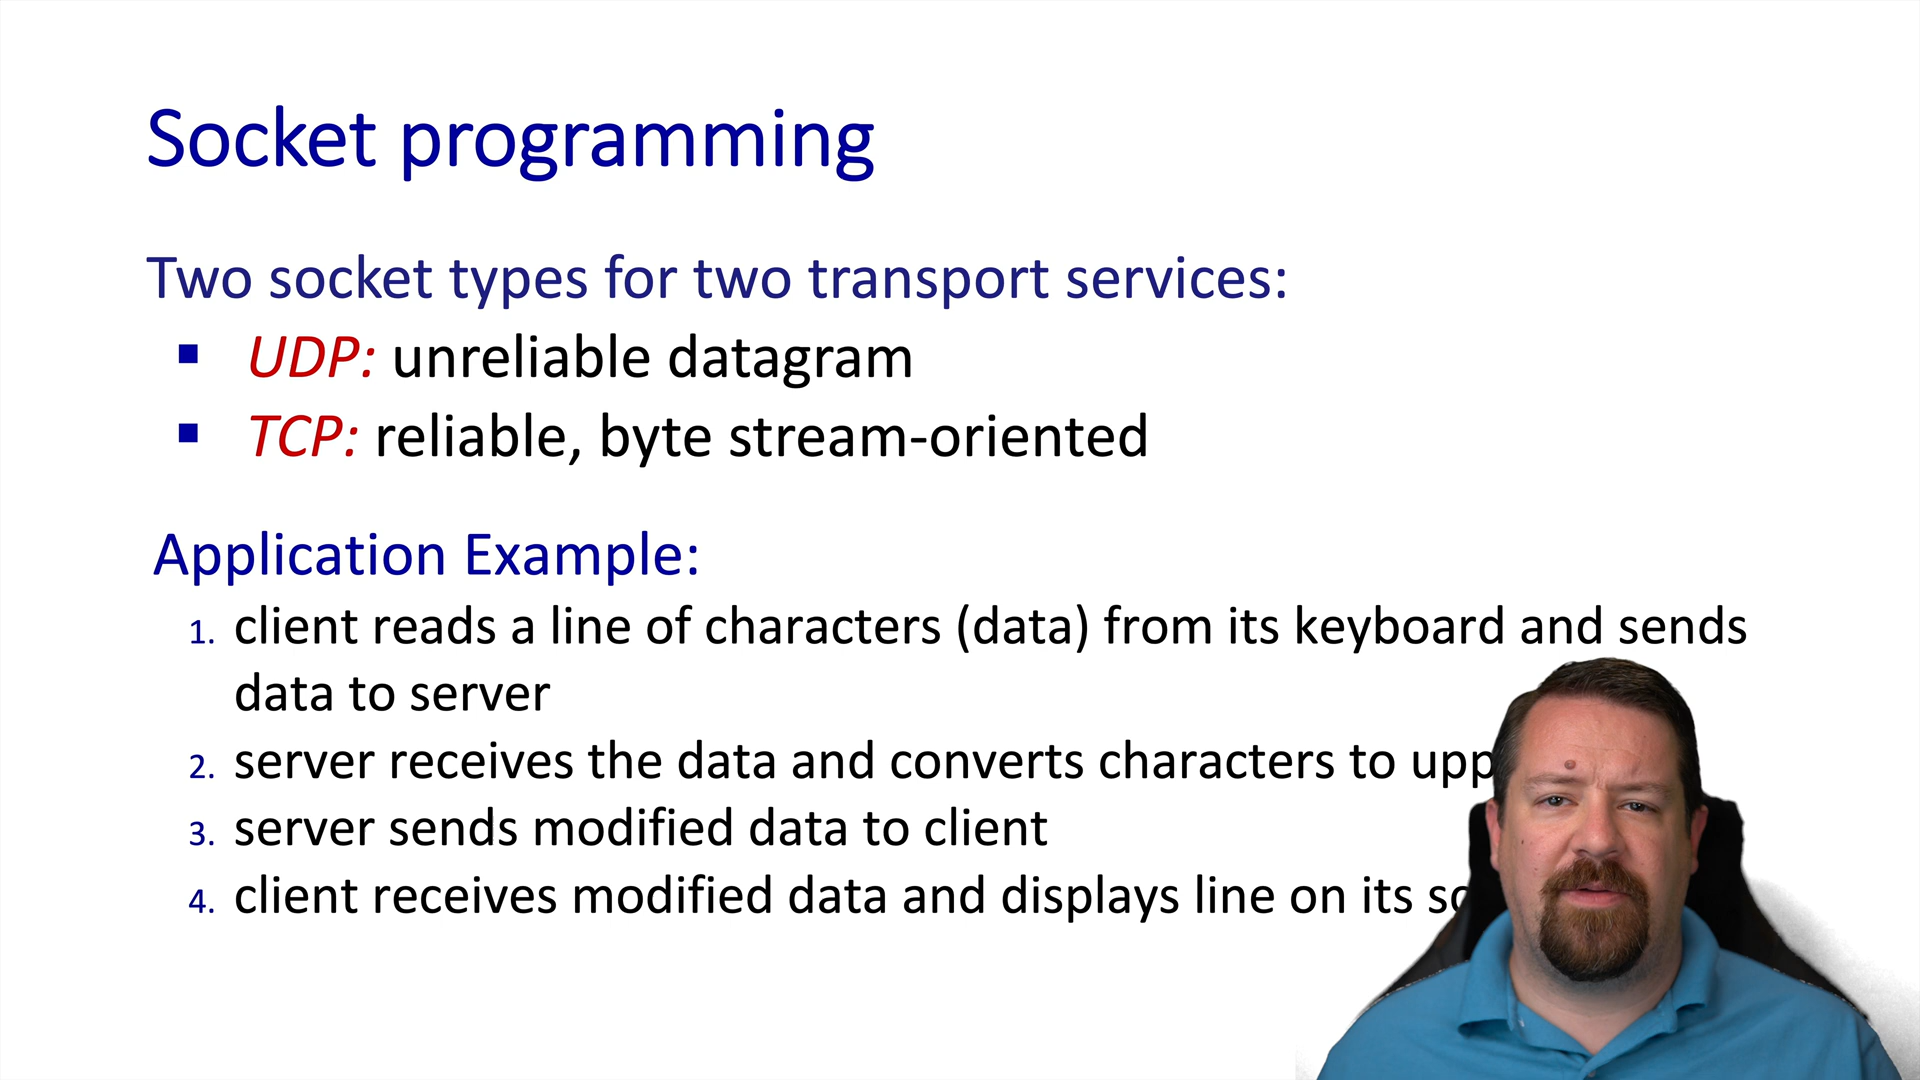 Socket programming
Two socket types for two transport services:
▪ UDP: unreliable datagram
▪ TCP: reliable, byte stream-oriented
Application Example:
1. client reads a line of characters (data) from its keyboard and sends
data to server
2. server receives the data and converts characters to
3. server sends modified data to client
4. client receives modified data and displays line on its